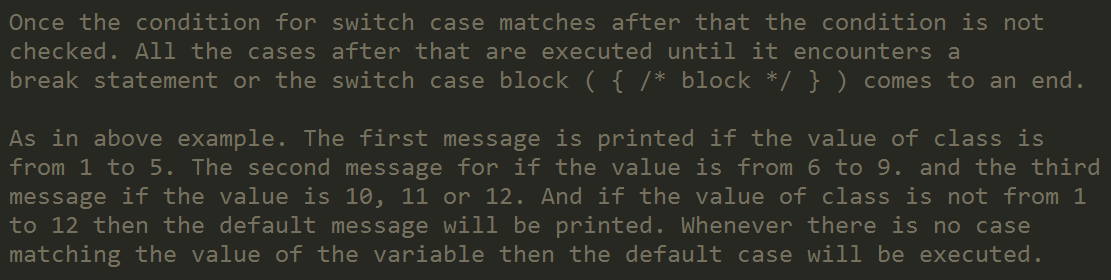 Once the condition for switch case matches after that the condition is not
checked. All the cases after that are executed until it encounters a
break statement or the switch case block ( { /* block */ } ) comes to an end.
As in above example. The first message is printed if the value of class is
from 1 to 5. The second message for if the value is from 6 to 9. and the third
message if the value is 10, 11 or 12. And if the value of class is not from 1
to 12 then the default message will be printed. Whenever there is no case
matching the value of the variable then the default case will be executed.